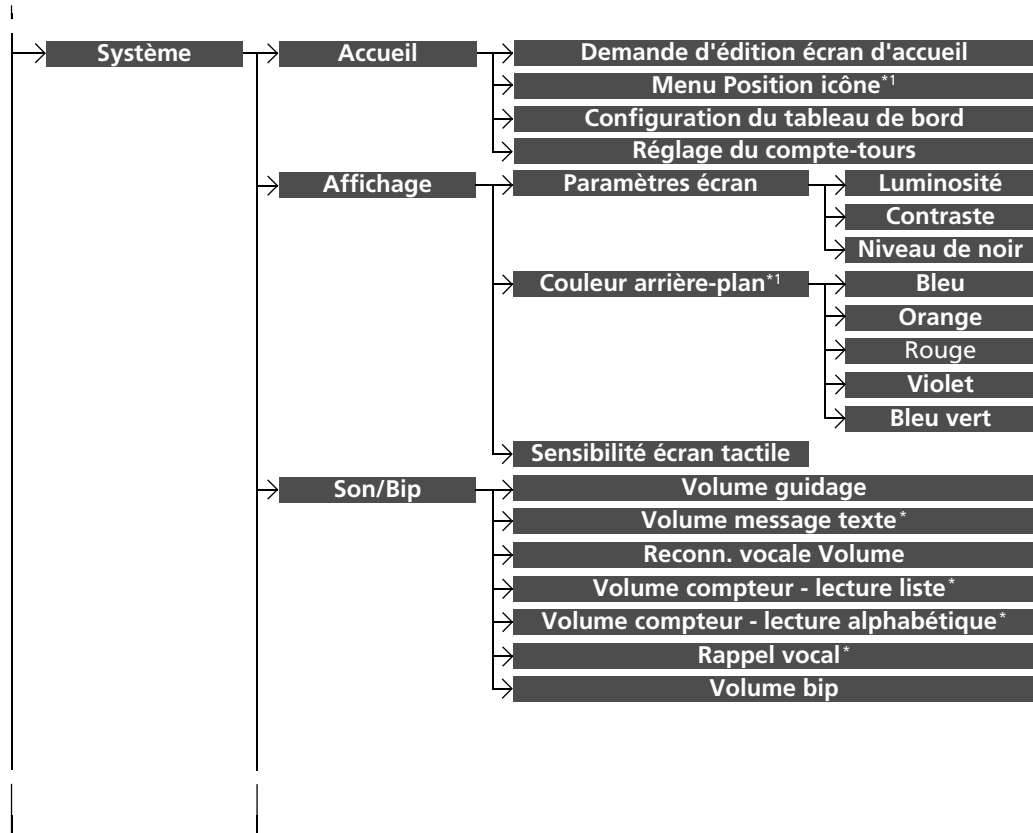 Système
Accueil
Demande d'édition écran d'accueil
Menu Position icône*1
Configuration du tableau de bord
Réglage du compte-tours
Affichage
Paramètres écran
Luminosité
Contraste
Niveau de noir
Couleur arrière-plan*1
Bleu
Orange
Rouge
Violet
Bleu vert
Sensibilité écran tactile
Son/Bip
Volume guidage
Volume message texte*
Reconn. vocale Volume
Volume compteur - lecture liste*
Volume compteur - lecture alphabétique*
Rappel vocal*
Volume bip